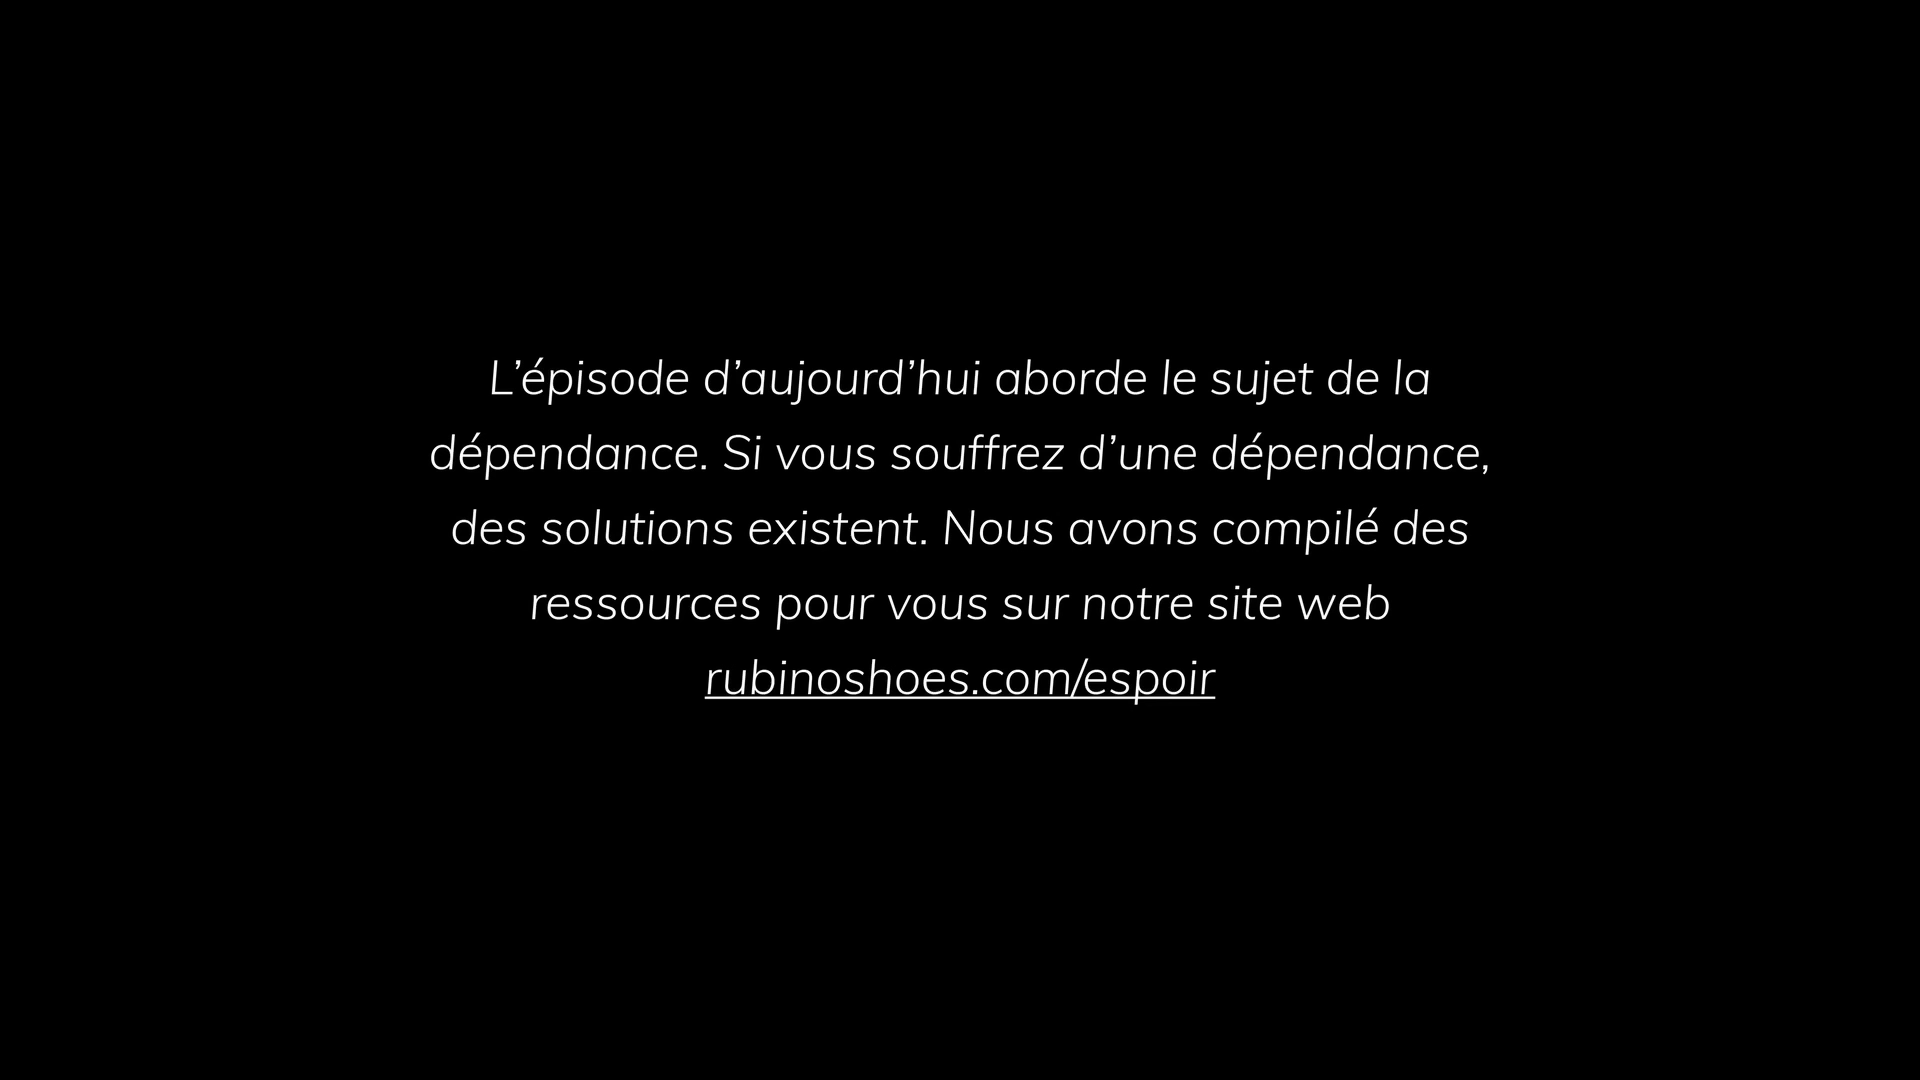 L’épisode d’aujourd’hui aborde le sujet de la
dépendance. Si vous souffrez d’une dépendance,
des solutions existent. Nous avons compilé des
ressources pour vous sur notre site web
rubinoshoes.com/espoir